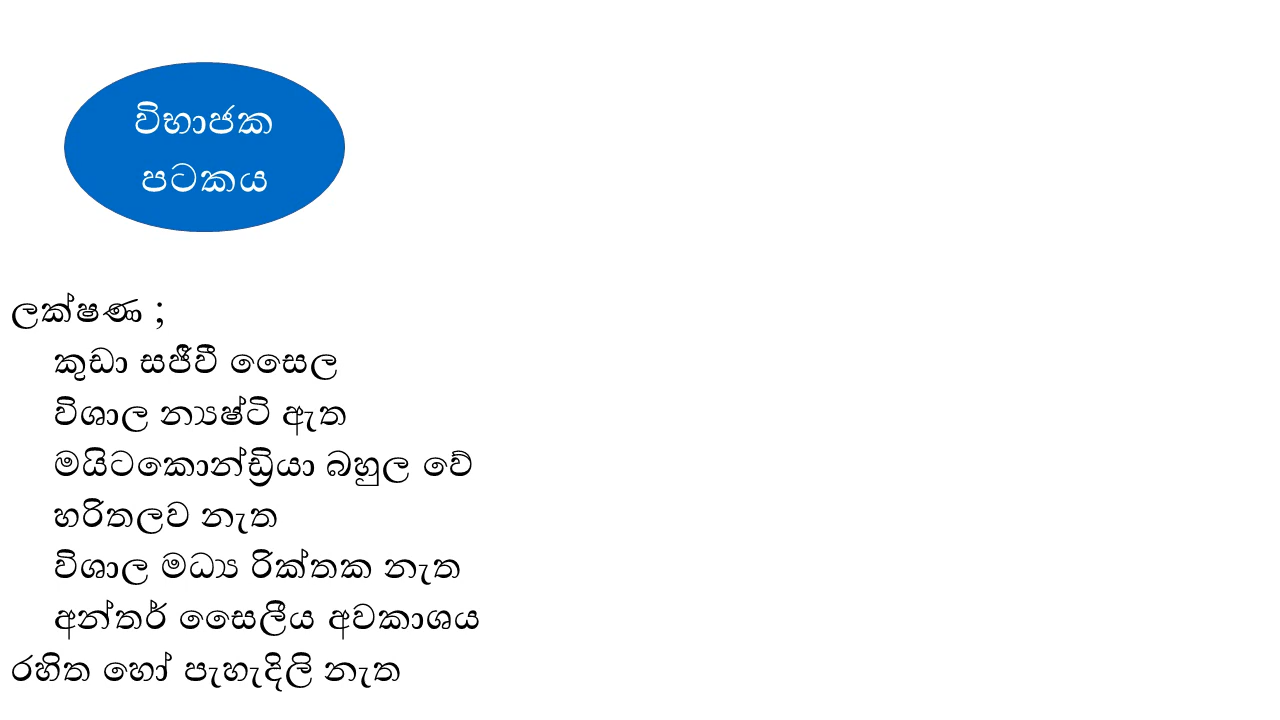 විභාජක
පටකය
ලක්ෂණ ;
කුඩා සජීවී සෛල
විශාල න්‍යෂ්ටි ඇත
මයිටකොන්ඩ්‍රියා බහුල වේ
හරිතලව නැත
විශාල මධ්‍ය රික්තක නැත
අන්තර් සෛලීය අවකාශය
රහිත හෝ පැහැදිලි නැත